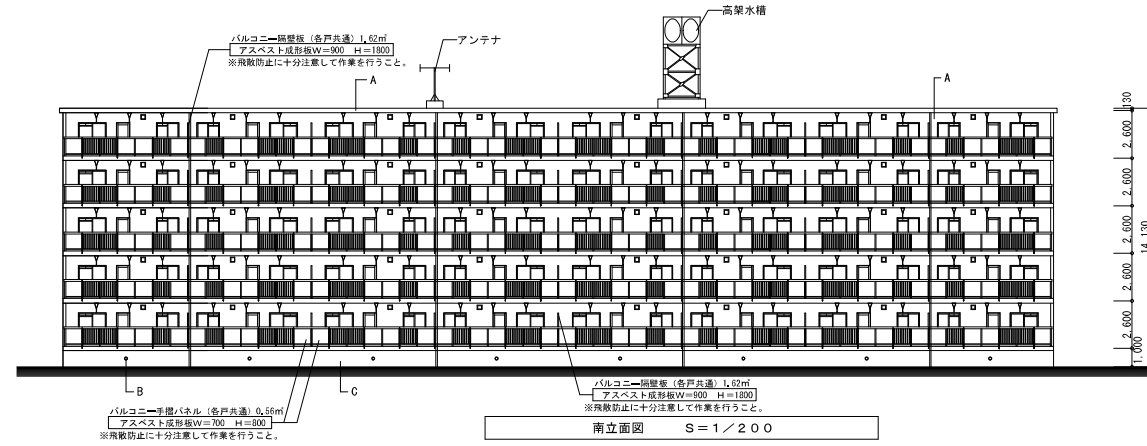 高架水槽
バルコニー隔壁板（各戸共通）1.62㎡
アスベスト成形板W=900 H=1800
※飛散防止に十分注意して作業を行うこと。
アンテナ
A
A
130
2,600
2,600
2,600
2,600
2,600
14,130
1,000
B
C
バルコニー手摺パネル（各戸共通）0.56㎡
アスベスト成形板W=700 H=800
※飛散防止に十分注意して作業を行うこと。
バルコニー隔壁板（各戸共通）1.62㎡
アスベスト成形板W=900 H=1800
※飛散防止に十分注意して作業を行うこと。
南立面図 S=1/200